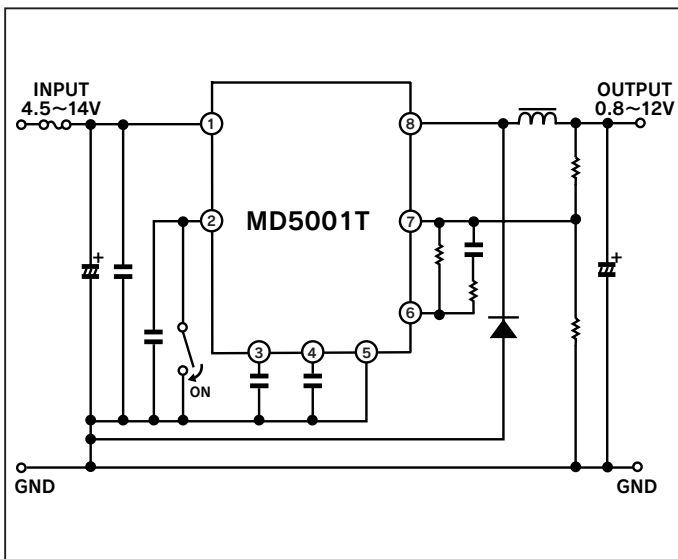 INPUT
4.5~14V
OUTPUT
0.8~12V
1
8
2
MD5001T
7
+
+
6
3
4
5
ON
GND
GND